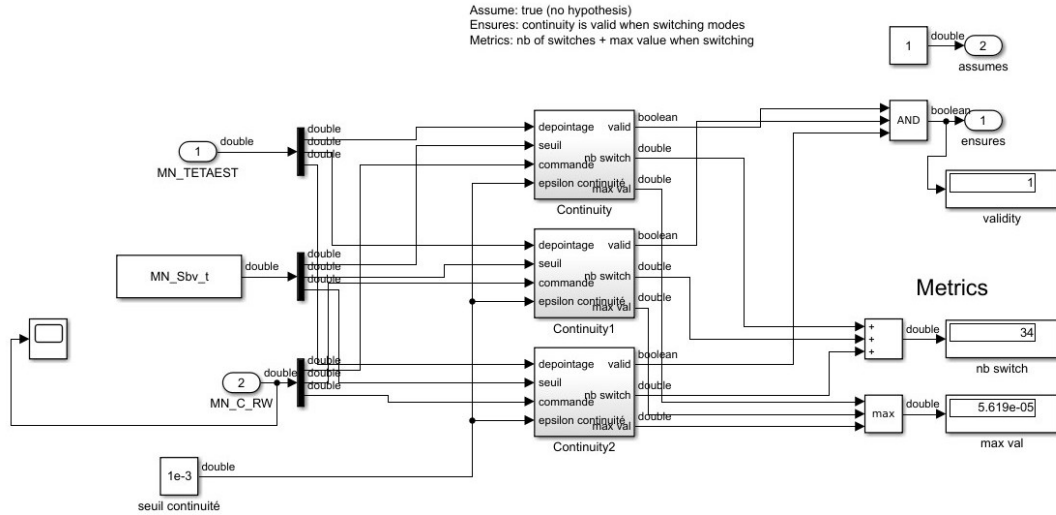 Assume: true (no hypothesis)
Ensures: continuity is valid when switching modes
Metrics: nb of switches + max value when switching
1
double
2
assumes
1
double
MN_TETAEST
double
double
double
depointage
seuil
commande
epsilon continuité
valid
nb switch
max val
Continuity
boolean
double
double
AND
boolean
1
ensures
1
validity
MN_Sbv_t
double
double
double
double
depointage
seuil
commande
epsilon continuité
valid
nb switch
max val
Continuity1
boolean
double
double
Metrics
+
+
+
double
34
nb switch
2
double
MN_C_RW
double
double
double
depointage
seuil
commande
epsilon continuité
valid
nb switch
max val
Continuity2
boolean
double
double
max
double
5.619e-05
max val
1e-3
double
seuil continuité